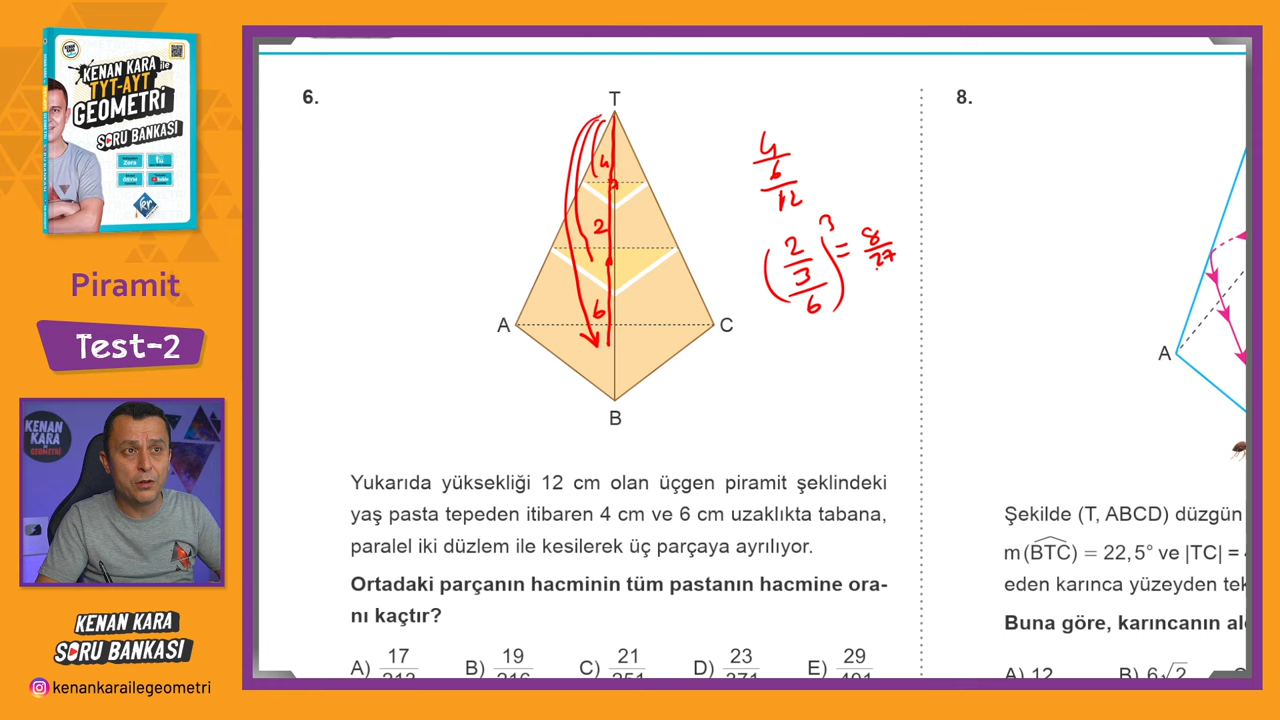 KENAN KARA ile
TYT-AYT
GEOMETRİ
SORU BANKASI
Piramit
Test-2
KENAN
KARA
GEOMETRİ
KENAN KARA
SORU BANKASI
kenankarailegeometri
6.
T
4
2
6
A
C
B
4
6
12
(2 3 = 8
3 27
6)
Yukarıda yüksekliği 12 cm olan üçgen piramit şeklindeki
yaş pasta tepeden itibaren 4 cm ve 6 cm uzaklıkta tabana,
paralel iki düzlem ile kesilerek üç parçaya ayrılıyor.
Ortadaki parçanın hacminin tüm pastanın hacmine ora-
nı kaçtır?
A) 17 B) 19 C) 21 D) 23 E) 29
8.
A
Şekilde (T, ABCD) düzgün
m(BTC) = 22,5° ve |TC| =
eden karınca yüzeyden tek
Buna göre, karıncanın al
A) 12 B) 6√2